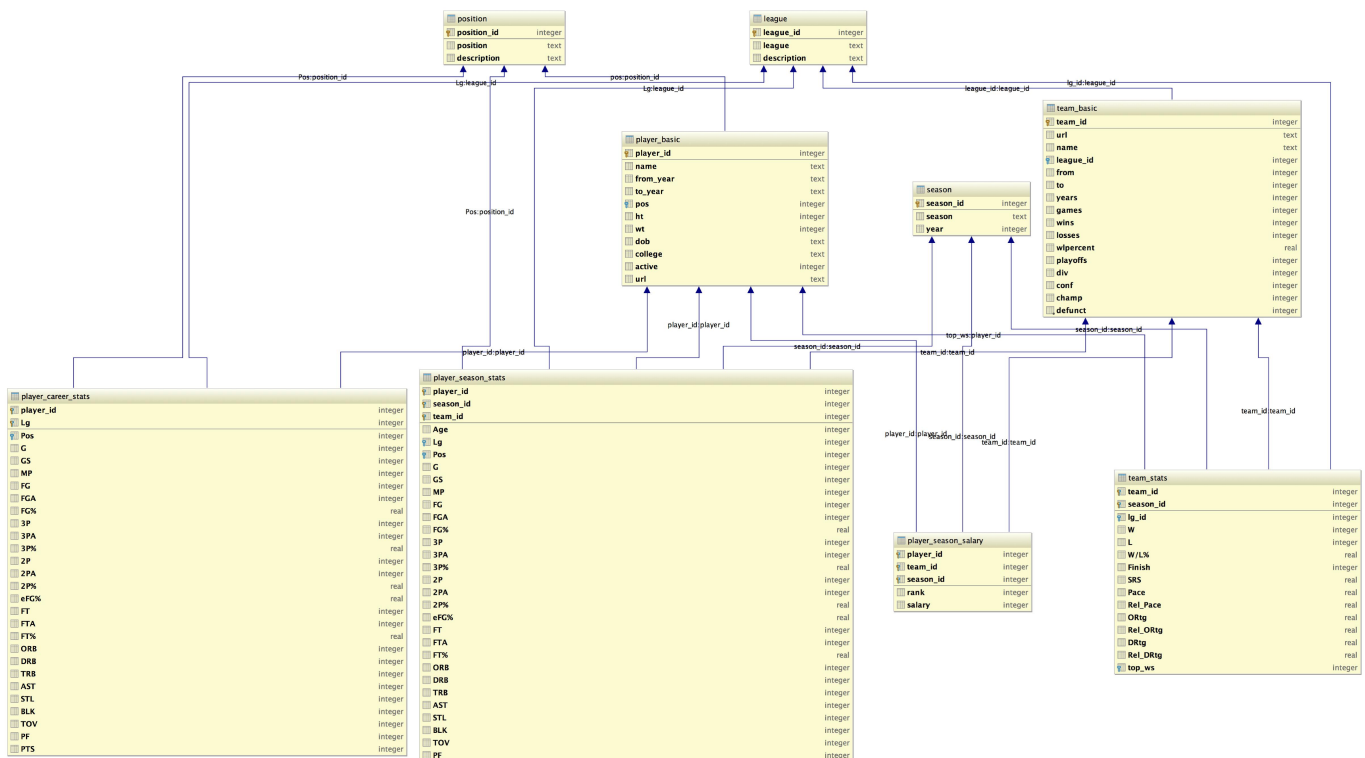 position
position_id integer
position text
description text
league
league_id integer
league text
description text
Pos:position_id
pos:position_id
Lg:league_id
Lg:league_id
league_id:league_id
lg_id:league_id
team_basic
team_id integer
url text
name text
league_id integer
from integer
to integer
years integer
games integer
wins integer
losses integer
wlpercent real
playoffs integer
div integer
conf integer
champ integer
defunct integer
player_basic
player_id integer
name text
from_year text
to_year text
pos integer
ht integer
wt integer
dob text
college text
active integer
url text
season
season_id integer
season text
year integer
Pos:position_id
player_id:player_id
top_ws:player_id
season_id:season_id
player_id:player_id
season_id:season_id
team_id:team_id
player_career_stats
player_id integer
Lg integer
Pos integer
G integer
GS integer
MP integer
FG integer
FGA integer
FG% real
3P integer
3PA integer
3P% real
2P integer
2PA integer
2P% real
eFG% real
FT integer
FTA integer
FT% real
ORB integer
DRB integer
TRB integer
AST integer
STL integer
BLK integer
TOV integer
PF integer
PTS integer
player_season_stats
player_id integer
season_id integer
team_id integer
Age integer
Lg integer
Pos integer
G integer
GS integer
MP integer
FG integer
FGA integer
FG% real
3P integer
3PA integer
3P% real
2P integer
2PA integer
2P% real
eFG% real
FT integer
FTA integer
FT% real
ORB integer
DRB integer
TRB integer
AST integer
STL integer
BLK integer
TOV integer
PF integer
team_id:team_id
player_id:player_id
season_id:season_id
team_id:team_id
player_season_salary
player_id integer
team_id integer
season_id integer
rank integer
salary integer
team_stats
team_id integer
season_id integer
lg_id integer
W integer
L integer
W/L% real
Finish integer
SRS real
Pace real
Rel_Pace real
ORtg real
Rel_ORtg real
DRtg real
Rel_DRtg real
top_ws integer